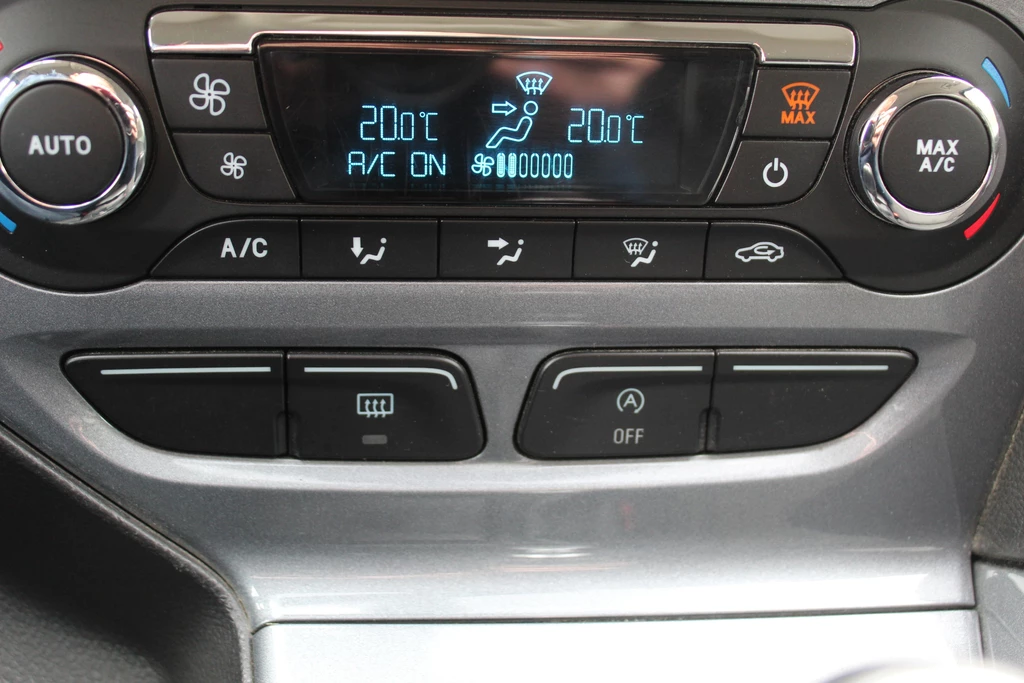 AUTO
20.0°C
20.0°C
A/C ON
MAX
MAX
A/C
A/C
A
OFF